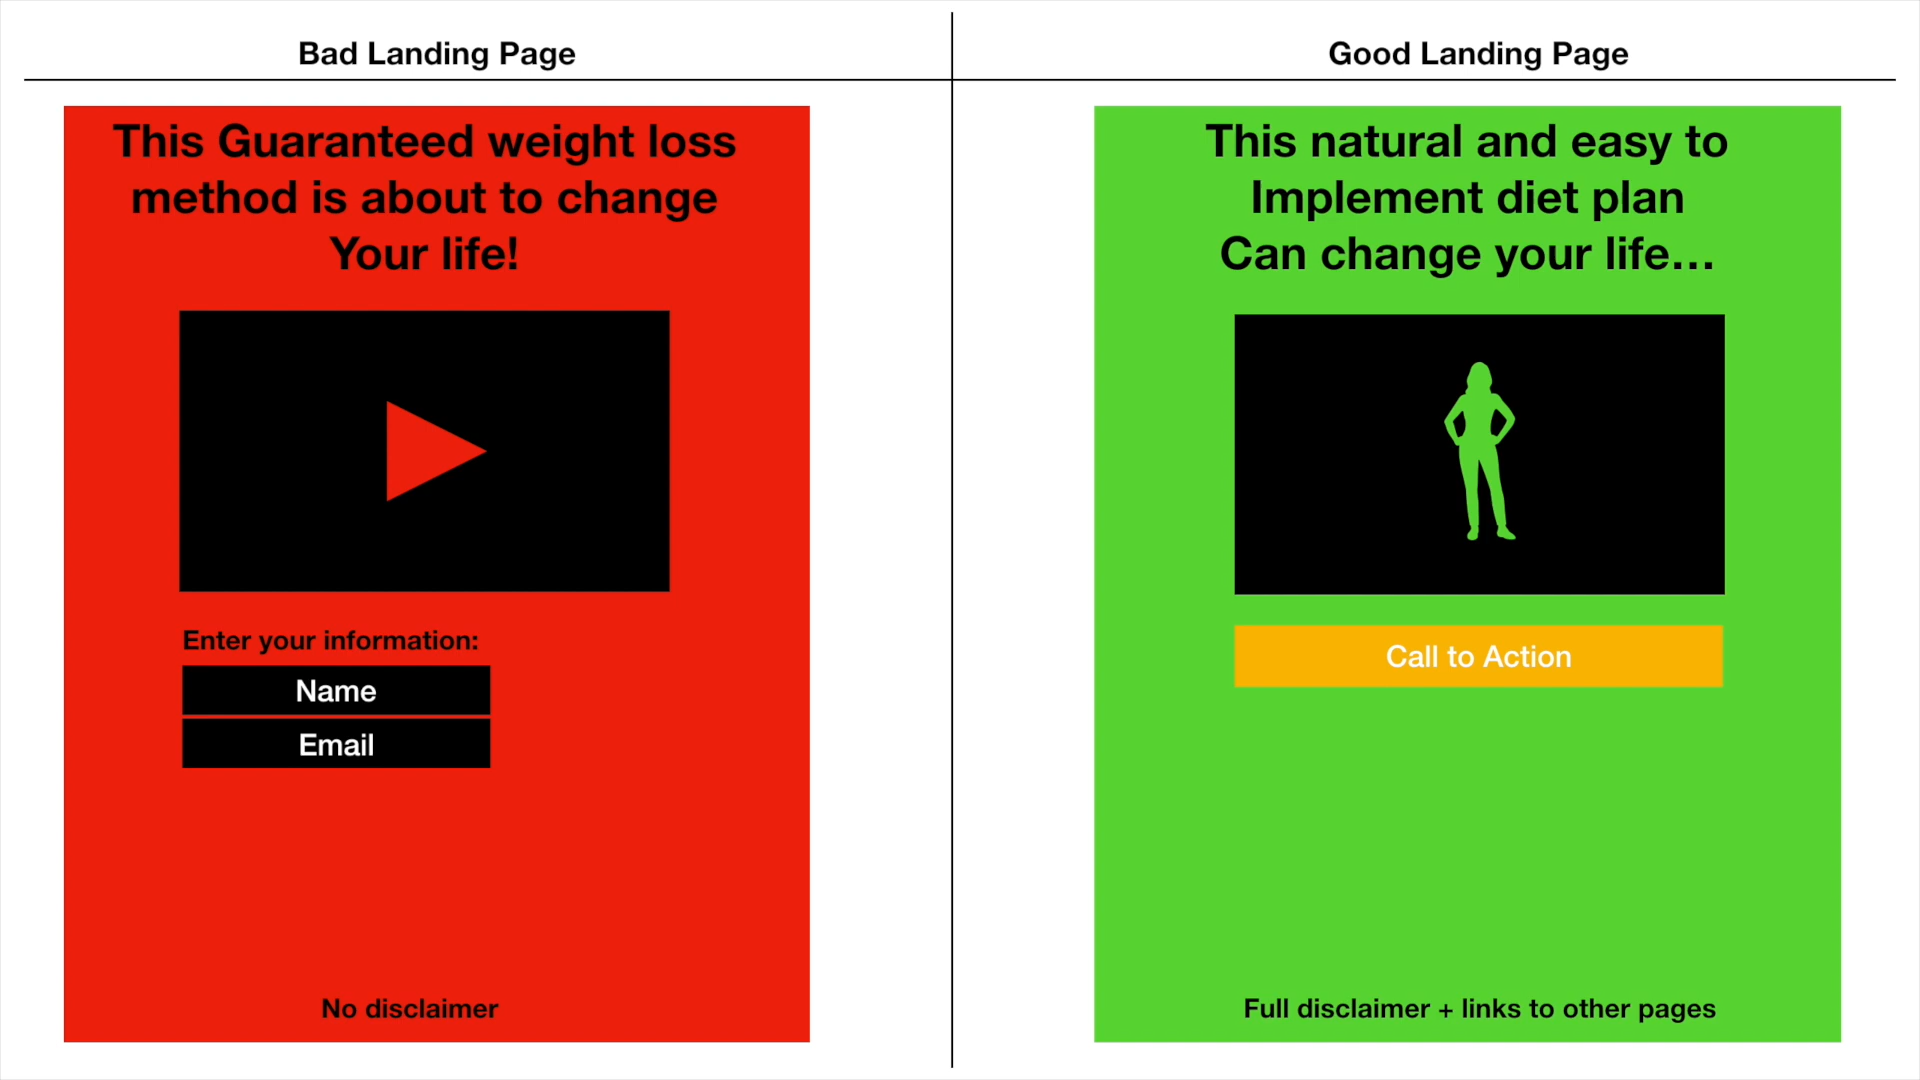 Bad Landing Page
This Guaranteed weight loss
method is about to change
Your life!
Enter your information:
Name
Email
No disclaimer
Good Landing Page
This natural and easy to
Implement diet plan
Can change your life...
Call to Action
Full disclaimer + links to other pages